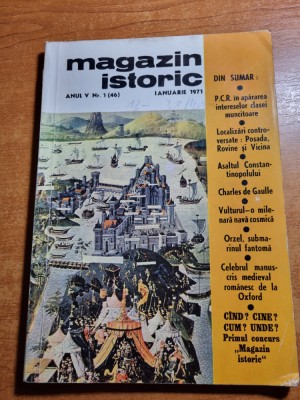 magazin
istoric
ANUL V Nr. 1 (46)
IANUARIE 1971
DIN SUMAR :
P.C.R. în apărarea
intereselor clasei
muncitoare
Localizări contro-
versate : Posada,
Rovine și Vicina
Asaltul Constan-
tinopolului
Charles de Gaulle
Vulturul—o mile-
nară navă cosmică
Orzel, subma-
rinul fantomă
Celebrul manus-
cris medieval
românesc de la
Oxford
CÎND? CINE?
CUM? UNDE?
Primul concurs
„Magazin
istoric"